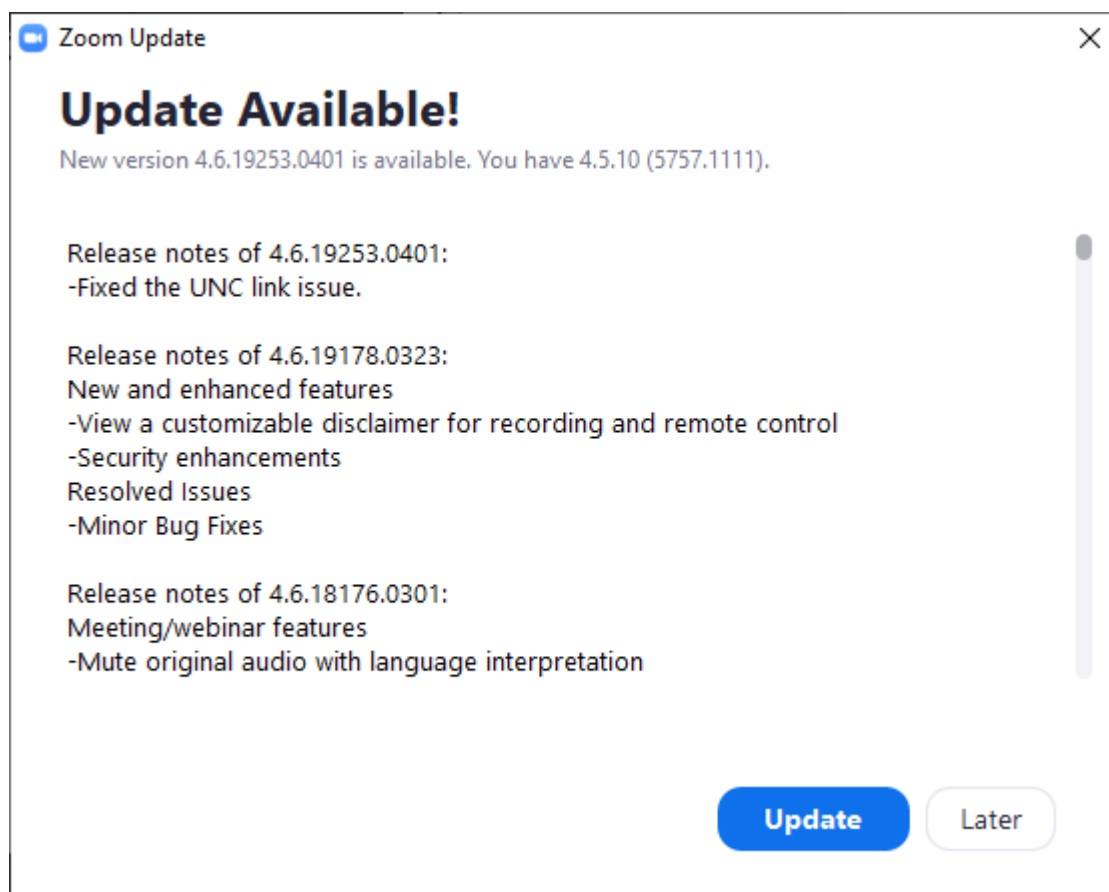 Zoom Update
Update Available!
New version 4.6.19253.0401 is available. You have 4.5.10 (5757.1111).
Release notes of 4.6.19253.0401:
-Fixed the UNC link issue.
Release notes of 4.6.19178.0323:
New and enhanced features
-View a customizable disclaimer for recording and remote control
-Security enhancements
Resolved Issues
-Minor Bug Fixes
Release notes of 4.6.18176.0301:
Meeting/webinar features
-Mute original audio with language interpretation
Update
Later